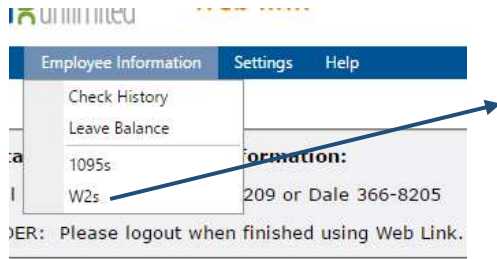 unlimited
Employee Information Settings Help
Check History
Leave Balance
1095s
ormation:
W2s
209 or Dale 366-8205
DER: Please logout when finished using Web Link.